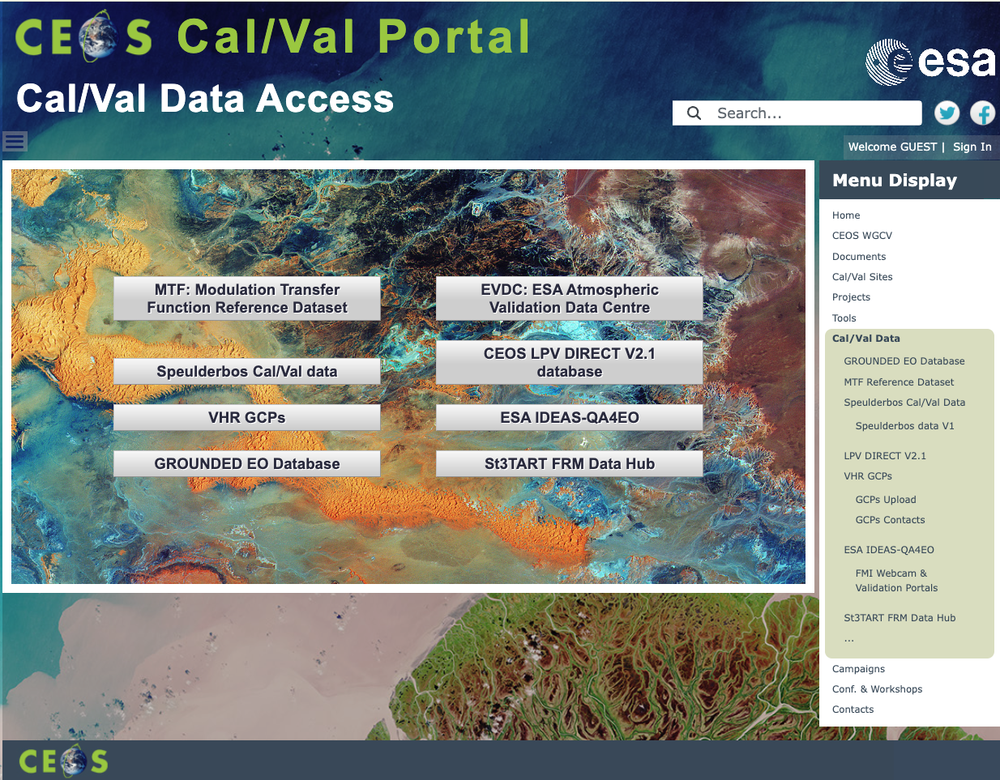 CEOS Cal/Val Portal
esa
Cal/Val Data Access
Search...
Welcome GUEST | Sign In
MTF: Modulation Transfer
Function Reference Dataset
EVDC: ESA Atmospheric
Validation Data Centre
Speulderbos Cal/Val data
CEOS LPV DIRECT V2.1
database
VHR GCPs
ESA IDEAS-QA4EO
GROUNDED EO Database
St3TART FRM Data Hub
Menu Display
Home
CEOS WGCV
Documents
Cal/Val Sites
Projects
Tools
Cal/Val Data
GROUNDED EO Database
MTF Reference Dataset
Speulderbos Cal/Val Data
Speulderbos data V1
LPV DIRECT V2.1
VHR GCPs
GCPs Upload
GCPs Contacts
ESA IDEAS-QA4EO
FMI Webcam &
Validation Portals
St3TART FRM Data Hub
...
Campaigns
Conf. & Workshops
Contacts
CEOS